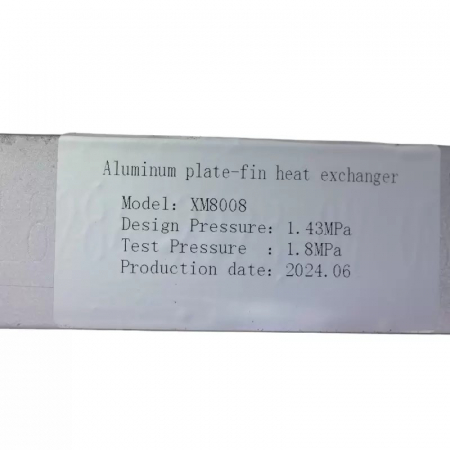 Aluminum plate-fin heat exchanger
Model: XM8008
Design Pressure: 1.43MPa
Test Pressure : 1.8MPa
Production date: 2024.06